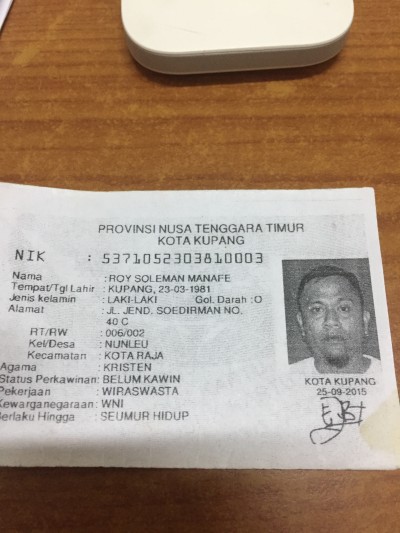 PROVINSI NUSA TENGGARA TIMUR
KOTA KUPANG
NIK : 5371052303810003
Nama : ROY SOLEMAN MANAFE
Tempat/Tgl Lahir : KUPANG, 23-03-1981
Jenis kelamin : LAKI-LAKI Gol. Darah : O
Alamat : JL. JEND. SOEDIRMAN NO.
40 C
RT/RW : 006/002
Kel/Desa : NUNLEU
Kecamatan : KOTA RAJA
Agama : KRISTEN
Status Perkawinan : BELUM KAWIN
Pekerjaan : WIRASWASTA
Kewarganegaraan : WNI
Berlaku Hingga : SEUMUR HIDUP
KOTA KUPANG
25-09-2015